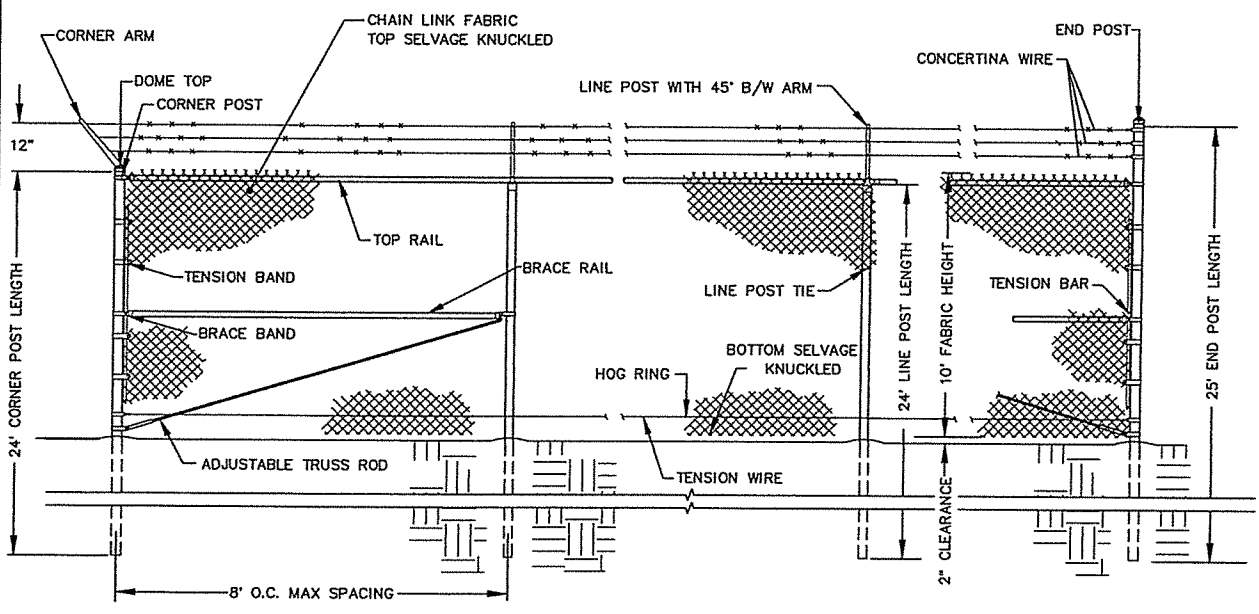 CHAIN LINK FABRIC
TOP SELVAGE KNUCKLED
CORNER ARM
END POST
CONCERTINA WIRE
DOME TOP
CORNER POST
LINE POST WITH 45° B/W ARM
12"
TOP RAIL
TENSION BAND
BRACE RAIL
LINE POST TIE
TENSION BAR
BRACE BAND
BOTTOM SELVAGE
KNUCKLED
HOG RING
24' CORNER POST LENGTH
24' LINE POST LENGTH
10' FABRIC HEIGHT
25' END POST LENGTH
ADJUSTABLE TRUSS ROD
TENSION WIRE
2" CLEARANCE
8' O.C. MAX SPACING